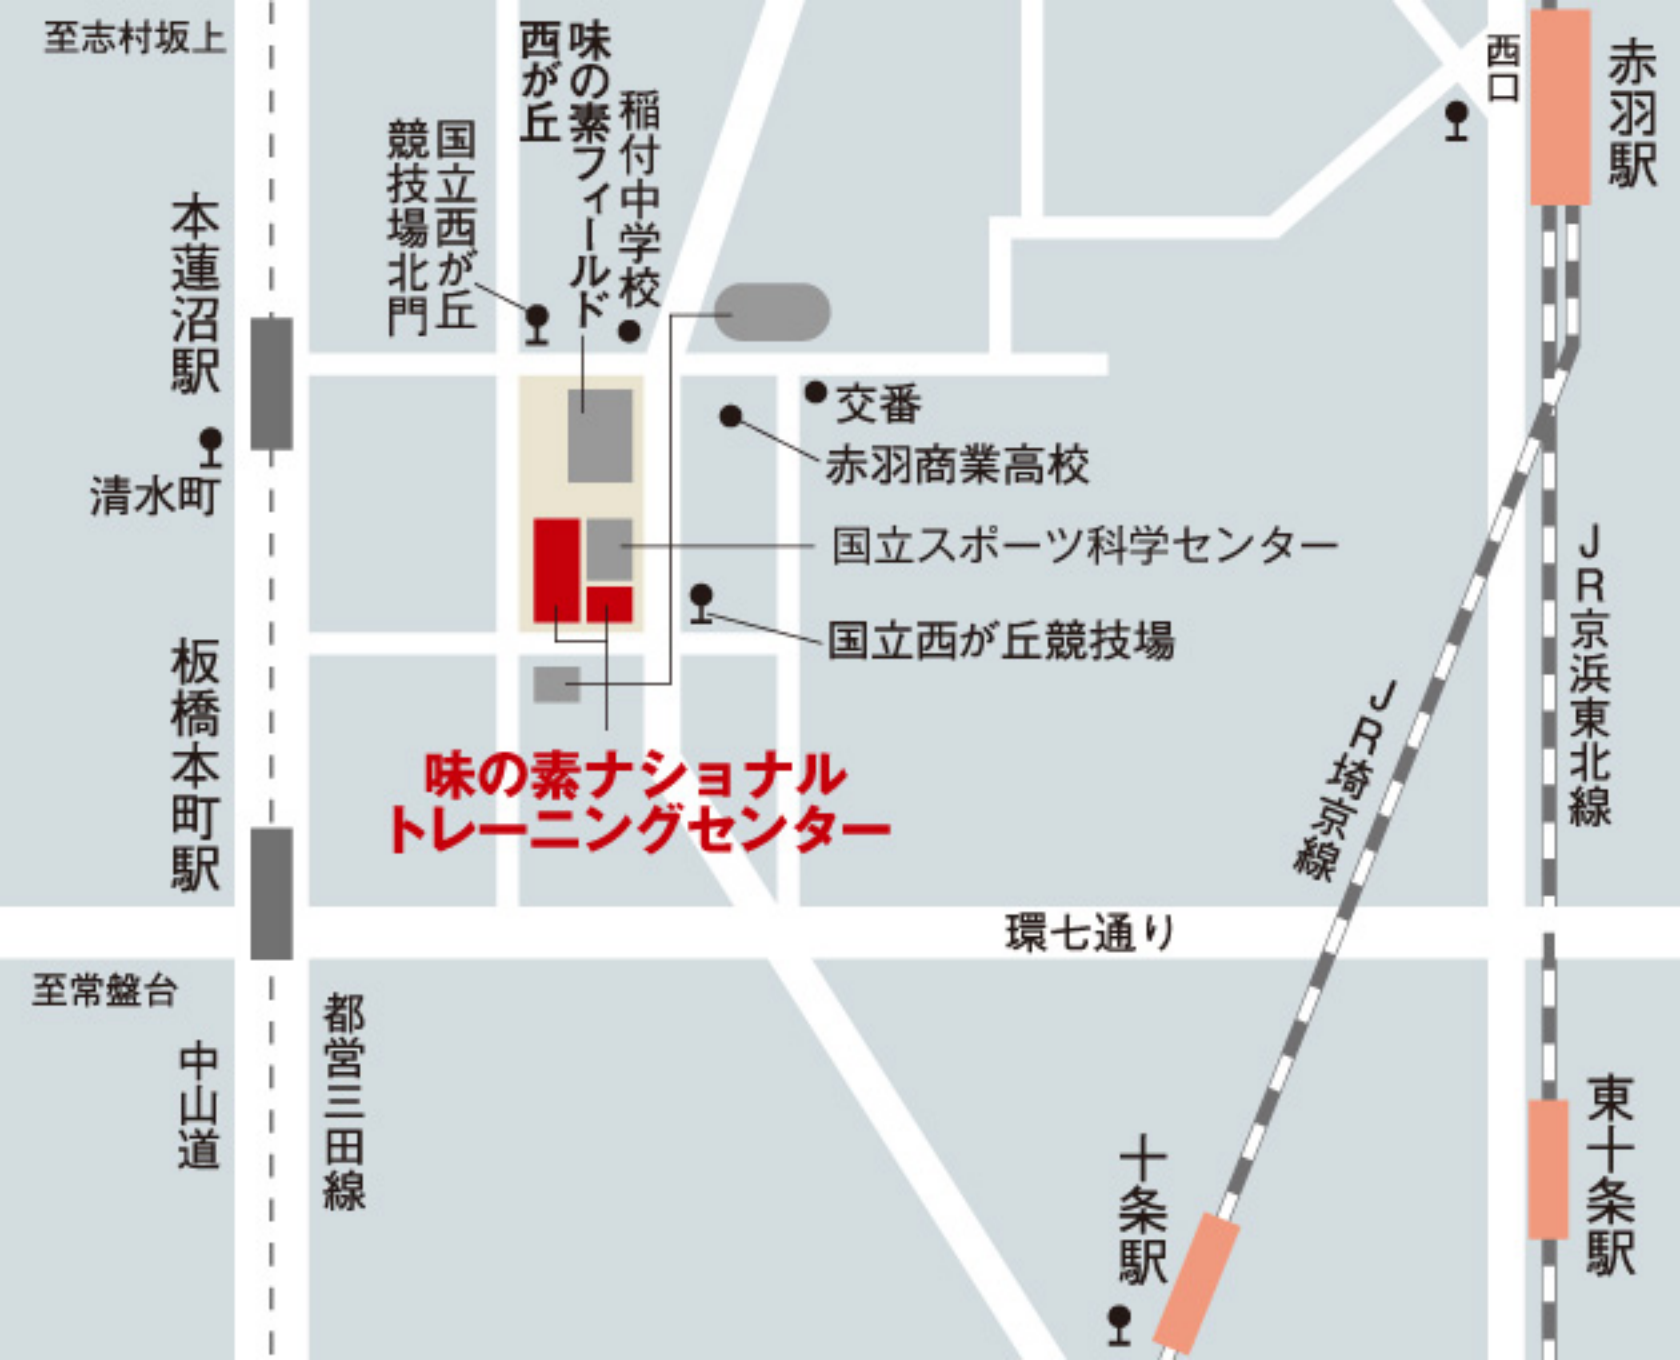 至志村坂上
味の素フィールド
西が丘
稲付中学校
国立西が丘
競技場北門
西口
赤羽駅
本蓮沼駅
清水町
交番
赤羽商業高校
国立スポーツ科学センター
国立西が丘競技場
JR京浜東北線
JR埼京線
板橋本町駅
味の素ナショナル
トレーニングセンター
環七通り
至常盤台
中山道
都営三田線
十条駅
東十条駅